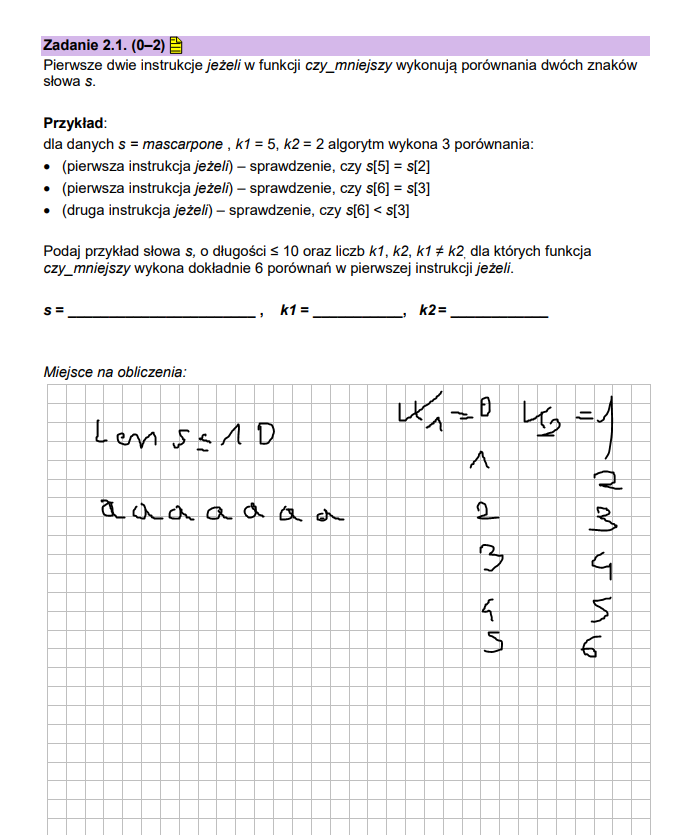 Zadanie 2.1. (0–2)
Pierwsze dwie instrukcje jeżeli w funkcji czy_mniejszy wykonują porównania dwóch znaków
słowa s.
Przykład:
dla danych s = mascarpone , k1 = 5, k2 = 2 algorytm wykona 3 porównania:
• (pierwsza instrukcja jeżeli) – sprawdzenie, czy s[5] = s[2]
• (pierwsza instrukcja jeżeli) – sprawdzenie, czy s[6] = s[3]
• (druga instrukcja jeżeli) – sprawdzenie, czy s[6] < s[3]
Podaj przykład słowa s, o długości ≤ 10 oraz liczb k1, k2, k1 ≠ k2, dla których funkcja
czy_mniejszy wykona dokładnie 6 porównań w pierwszej instrukcji jeżeli.
s = ________________________ , k1 = ___________, k2= ____________
Miejsce na obliczenia:
K1 = 0 K2 = 1
Len s ≤ 10
1 2
a a a a a a a 2 3
3 4
4 5
5 6